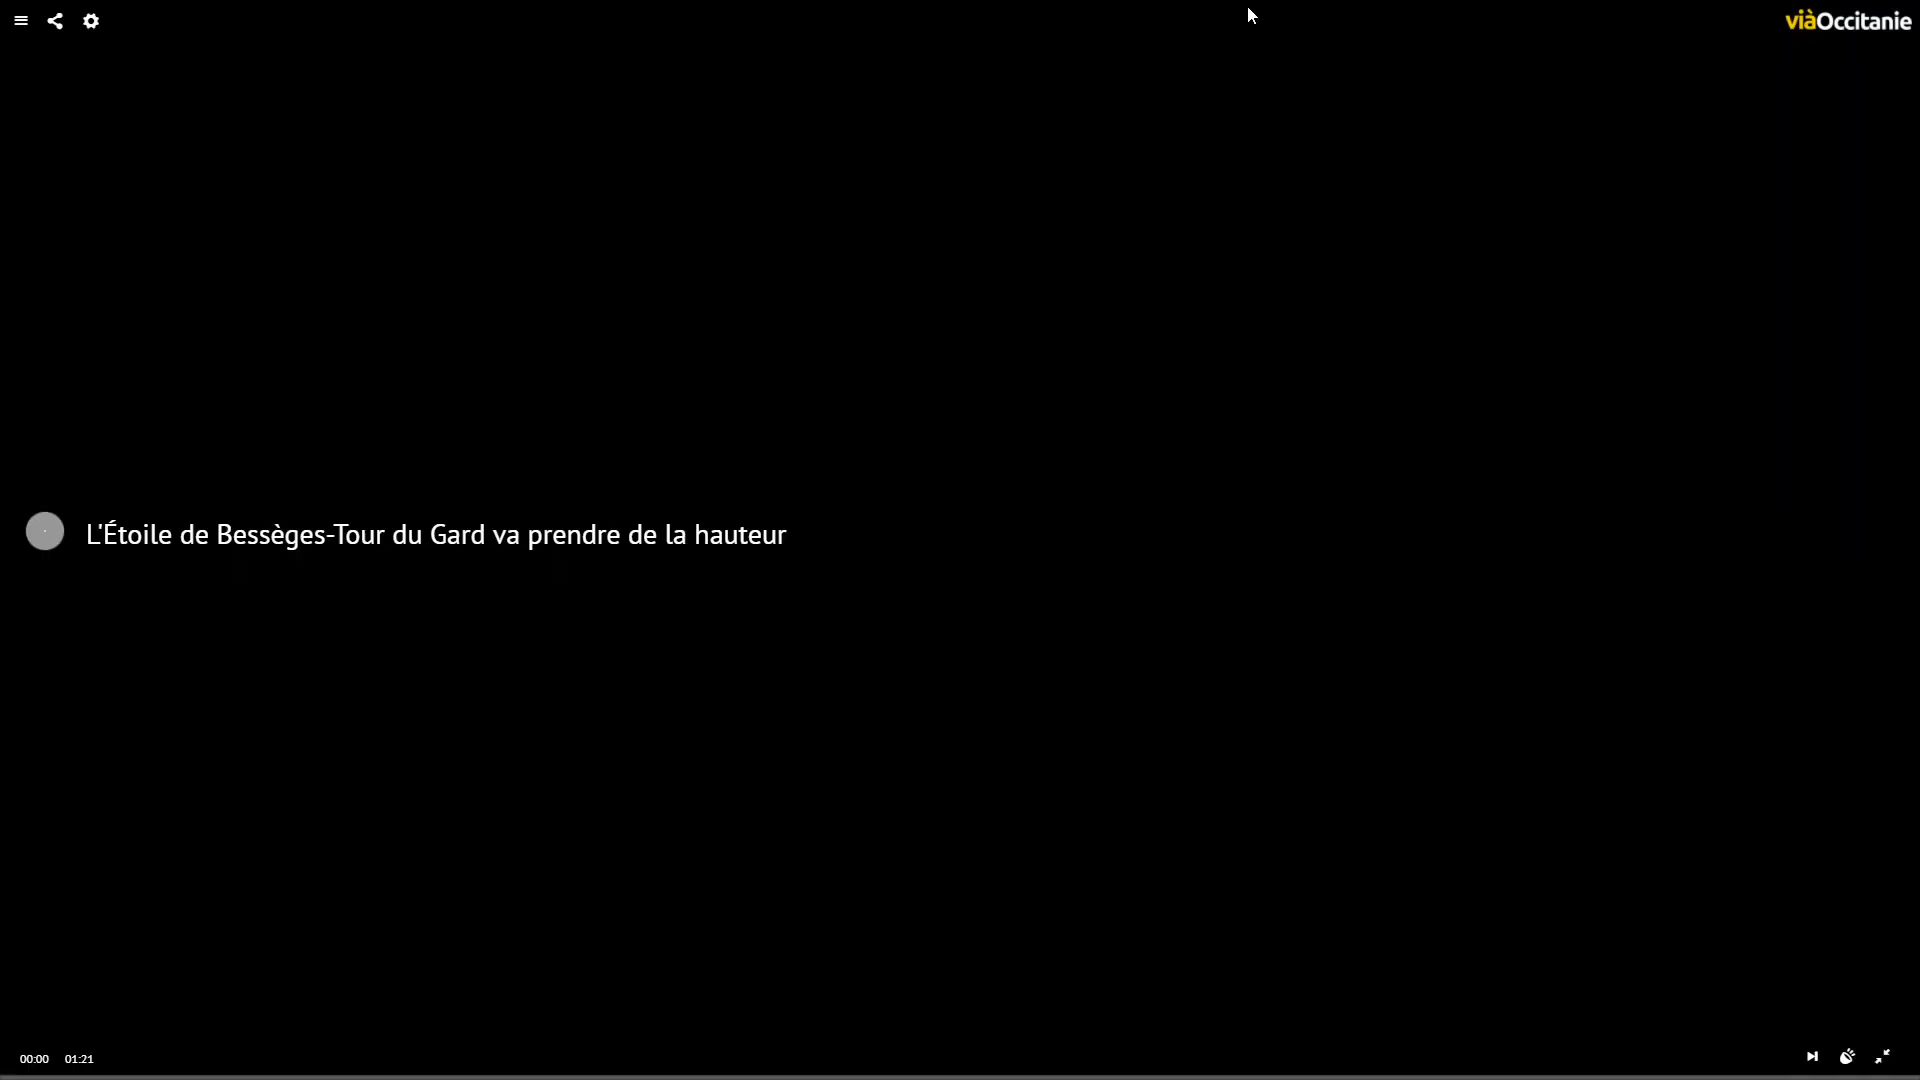 viàOccitanie
L'Étoile de Bessèges-Tour du Gard va prendre de la hauteur
00:00 01:21